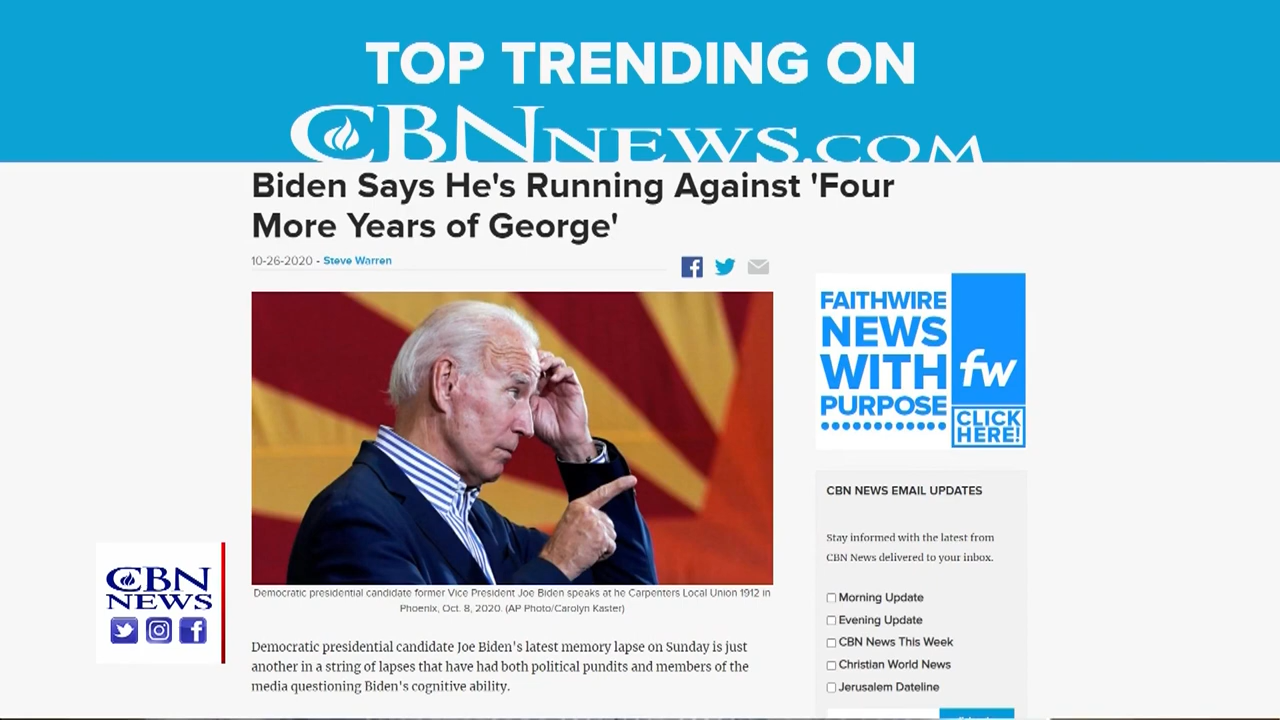 TOP TRENDING ON
CBNNEWS.COM
Biden Says He's Running Against 'Four
More Years of George'
10-26-2020 - Steve Warren
Democratic presidential candidate former Vice President Joe Biden speaks at he Carpenters Local Union 1912 in
Phoenix, Oct. 8, 2020. (AP Photo/Carolyn Kaster)
Democratic presidential candidate Joe Biden's latest memory lapse on Sunday is just
another in a string of lapses that have had both political pundits and members of the
media questioning Biden's cognitive ability.
FAITHWIRE
NEWS
WITH
PURPOSE
fw
CLICK
HERE!
CBN NEWS EMAIL UPDATES
Stay informed with the latest from
CBN News delivered to your inbox.
Morning Update
Evening Update
CBN News This Week
Christian World News
Jerusalem Dateline
CBN
NEWS